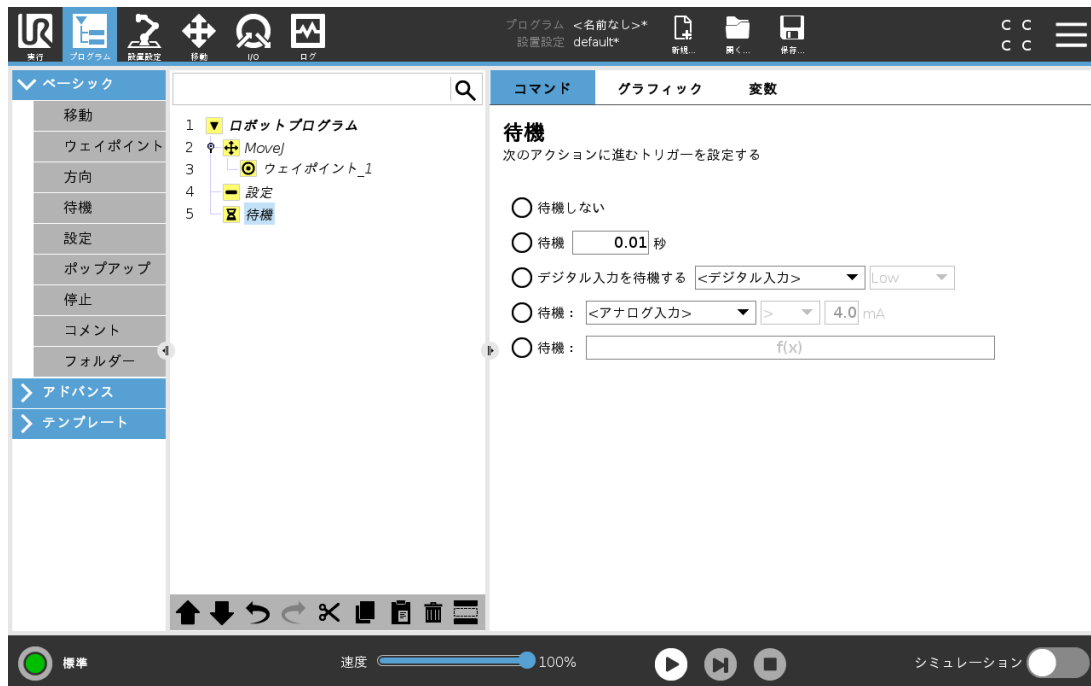 プログラム <名前なし>*
設置設定 default*
実行 プログラム 設置設定 移動 I/O ログ
新規... 開く... 保存...
C C
C C
ベーシック
移動
ウェイポイント
方向
待機
設定
ポップアップ
停止
コメント
フォルダー
アドバンス
テンプレート
1 ロボットプログラム
2 MoveJ
3 ウェイポイント_1
4 設定
5 待機
コマンド グラフィック 変数
待機
次のアクションに進むトリガーを設定する
待機しない
待機 0.01 秒
デジタル入力を待機する <デジタル入力> Low
待機： <アナログ入力> > 4.0 mA
待機： f(x)
標準 速度 100% シミュレーション